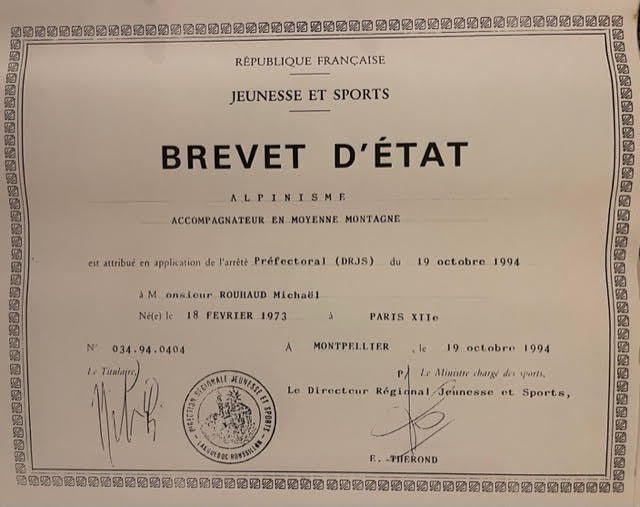 RÉPUBLIQUE FRANÇAISE
JEUNESSE ET SPORTS
BREVET D'ÉTAT
ALPINISME
ACCOMPAGNATEUR EN MOYENNE MONTAGNE
est attribué en application de l'arrêté Préfectoral (DRJS) du 19 octobre 1994
à M onsieur ROUHAUD Michaël
Né(e) le 18 FEVRIER 1973 à PARIS XIIe
N° 034.94.0404 A MONTPELLIER , le 19 octobre 1994
Le Titulaire, P/ Le Ministre chargé des sports,
Le Directeur Régional Jeunesse et Sports,
DIRECTION RÉGIONALE JEUNESSE ET SPORTS
LANGUEDOC ROUSSILLON
E. THEROND